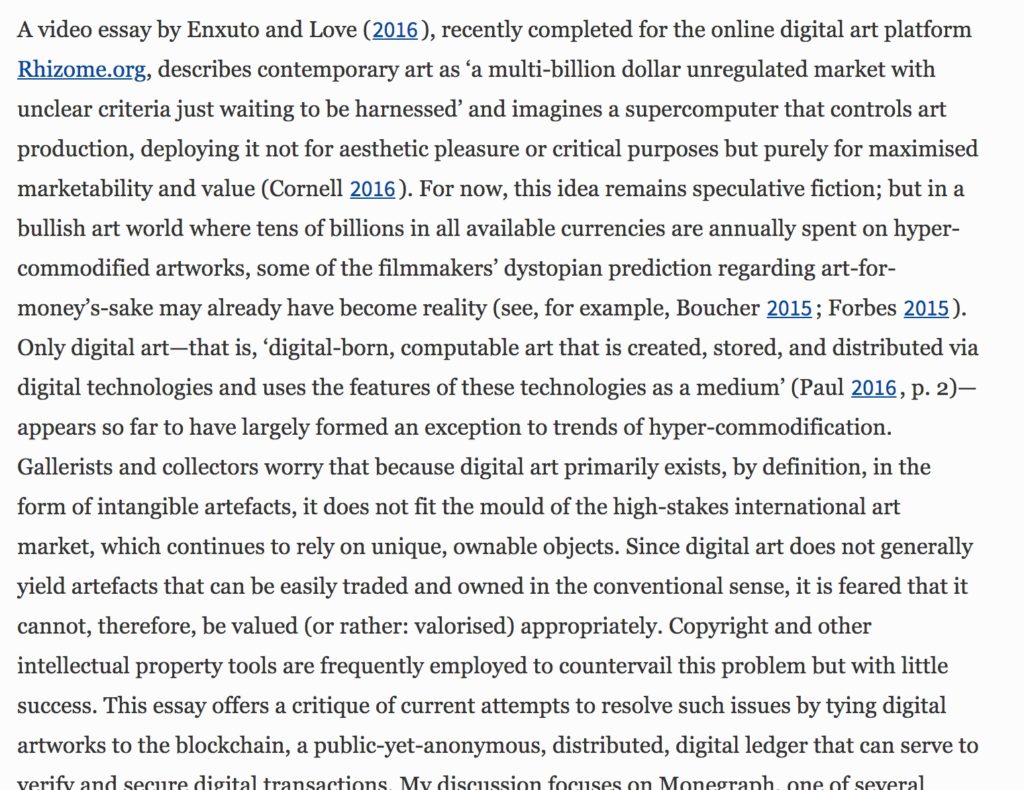 A video essay by Enxuto and Love (2016), recently completed for the online digital art platform
Rhizome.org, describes contemporary art as ‘a multi-billion dollar unregulated market with
unclear criteria just waiting to be harnessed’ and imagines a supercomputer that controls art
production, deploying it not for aesthetic pleasure or critical purposes but purely for maximised
marketability and value (Cornell 2016). For now, this idea remains speculative fiction; but in a
bullish art world where tens of billions in all available currencies are annually spent on hyper-
commodified artworks, some of the filmmakers’ dystopian prediction regarding art-for-
money’s-sake may already have become reality (see, for example, Boucher 2015; Forbes 2015).
Only digital art—that is, ‘digital-born, computable art that is created, stored, and distributed via
digital technologies and uses the features of these technologies as a medium’ (Paul 2016, p. 2)—
appears so far to have largely formed an exception to trends of hyper-commodification.
Gallerists and collectors worry that because digital art primarily exists, by definition, in the
form of intangible artefacts, it does not fit the mould of the high-stakes international art
market, which continues to rely on unique, ownable objects. Since digital art does not generally
yield artefacts that can be easily traded and owned in the conventional sense, it is feared that it
cannot, therefore, be valued (or rather: valorised) appropriately. Copyright and other
intellectual property tools are frequently employed to countervail this problem but with little
success. This essay offers a critique of current attempts to resolve such issues by tying digital
artworks to the blockchain, a public-yet-anonymous, distributed, digital ledger that can serve to
verify and secure digital transactions. My discussion focuses on Monegraph, one of several